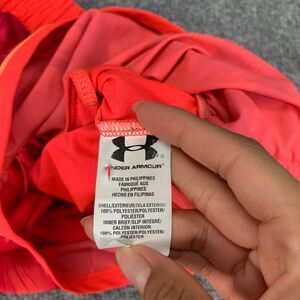 UNDER ARMOUR
MADE IN PHILIPPINES
FABRIQUÉ AUX
PHILIPPINES
HECHO EN FILIPINAS
SHELL/EXTÉRIEUR/TELA EXTERIOR
100% POLYESTER/POLYESTER/
POLIÉSTER
INNER BRIEF/SLIP INTÉGRÉ/
CALZÓN INTERIOR
100% POLYESTER/POLYESTER/
POLIÉSTER